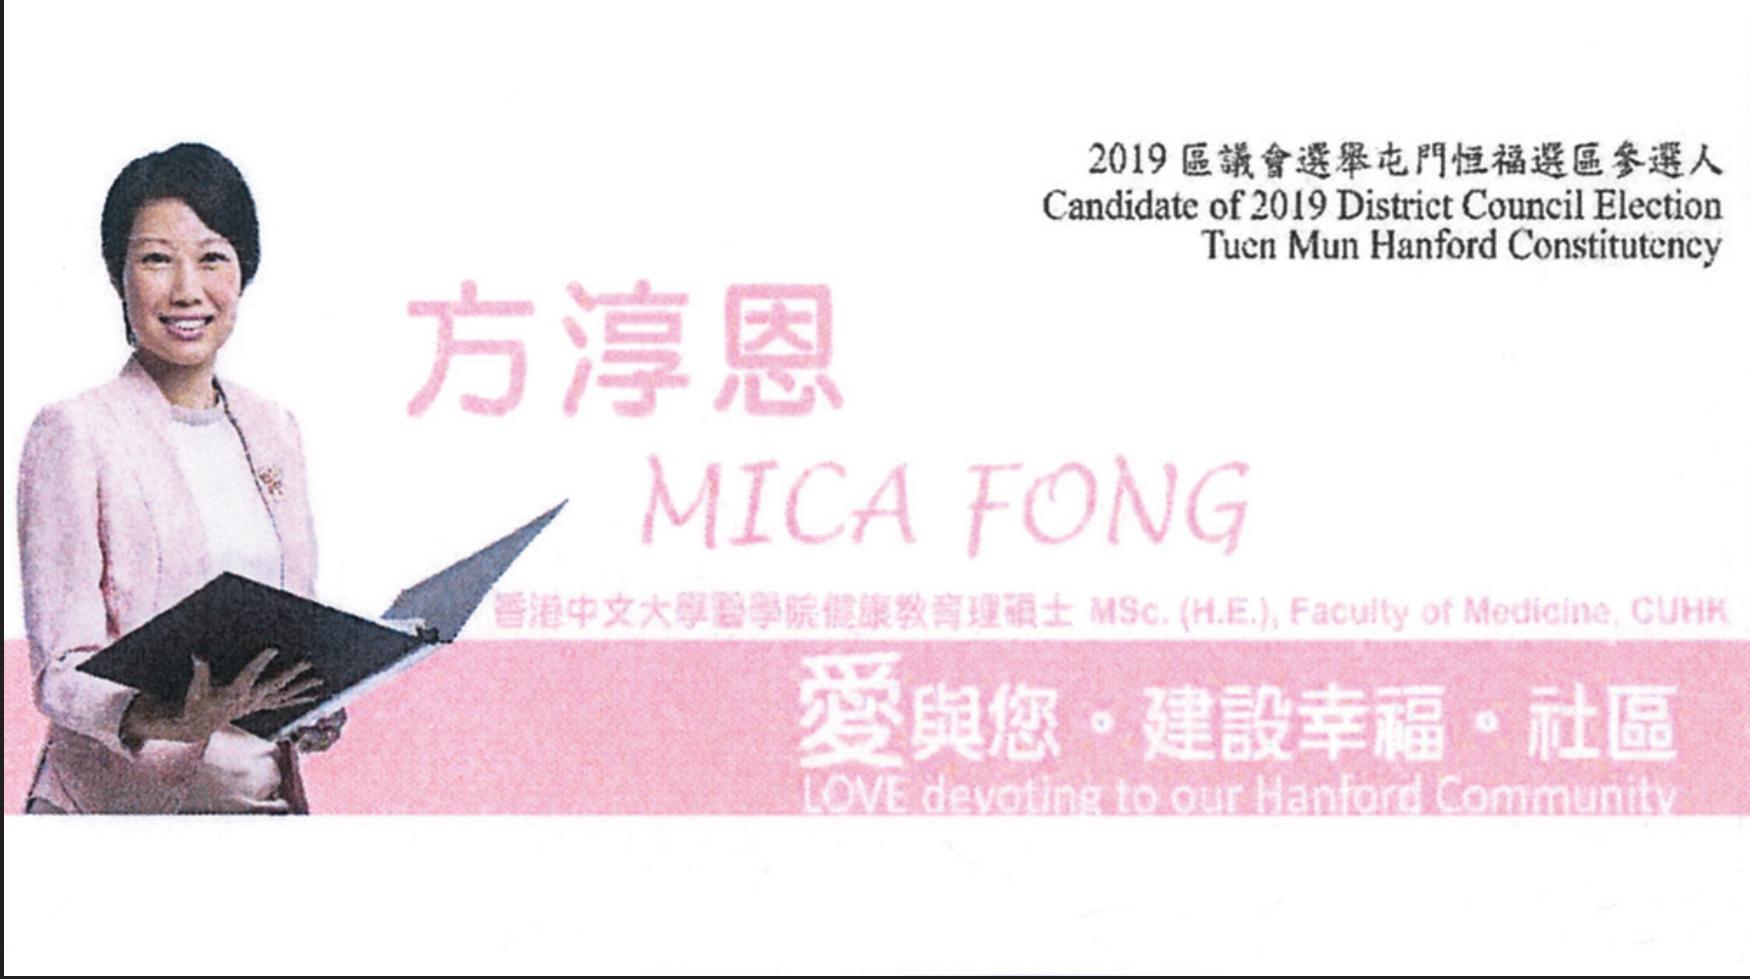 2019 區議會選舉屯門恒福選區參選人
Candidate of 2019 District Council Election
Tuen Mun Hanford Constitutency
方淳恩
MICA FONG
香港中文大學醫學院健康教育理碩士 MSc. (H.E.), Faculty of Medicine, CUHK
愛與您・建設幸福・社區
LOVE devoting to our Hanford Community